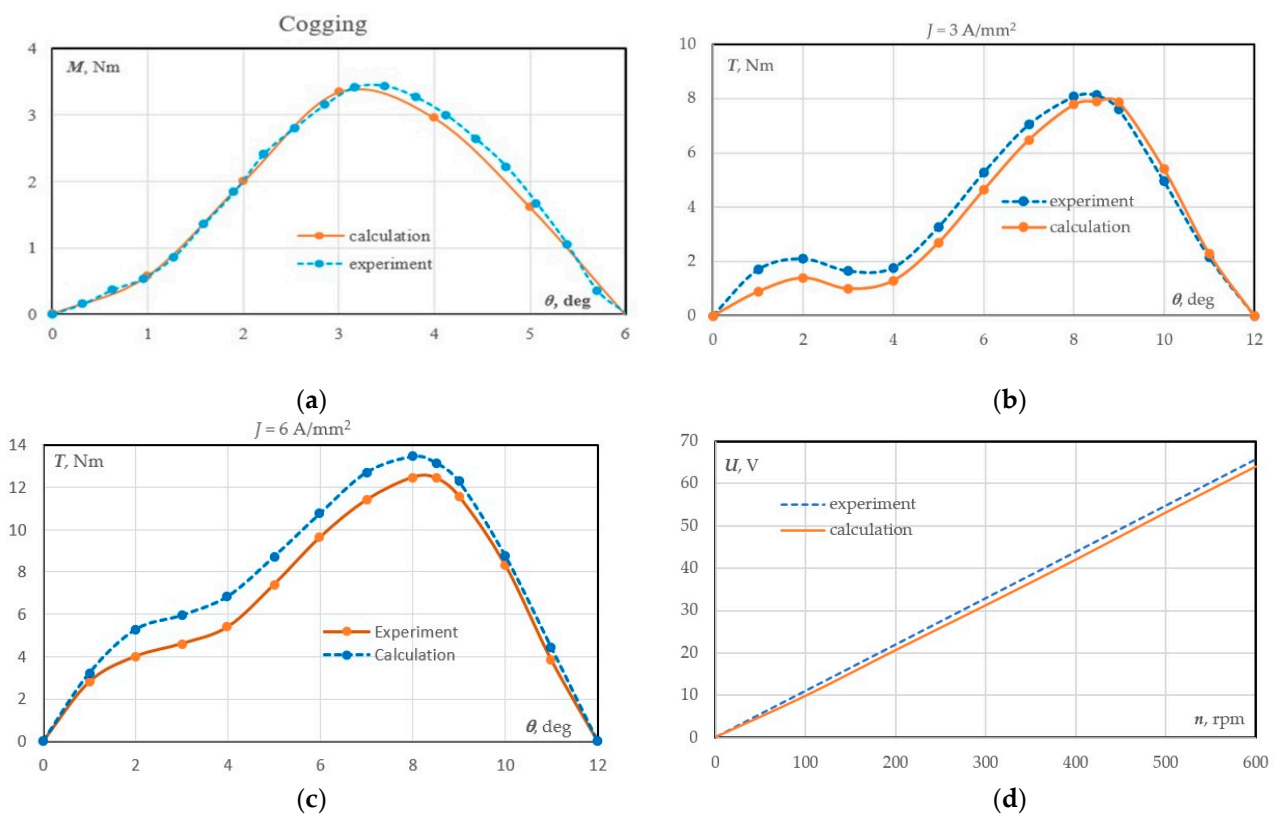 Cogging
M, Nm
4
3
2
1
0
calculation
experiment
θ, deg
0 1 2 3 4 5 6
(a)
J = 3 A/mm²
T, Nm
10
8
6
4
2
0
experiment
calculation
θ, deg
0 2 4 6 8 10 12
(b)
J = 6 A/mm²
T, Nm
14
12
10
8
6
4
2
0
Experiment
Calculation
θ, deg
0 2 4 6 8 10 12
(c)
U, V
70
60
50
40
30
20
10
0
experiment
calculation
n, rpm
0 100 200 300 400 500 600
(d)